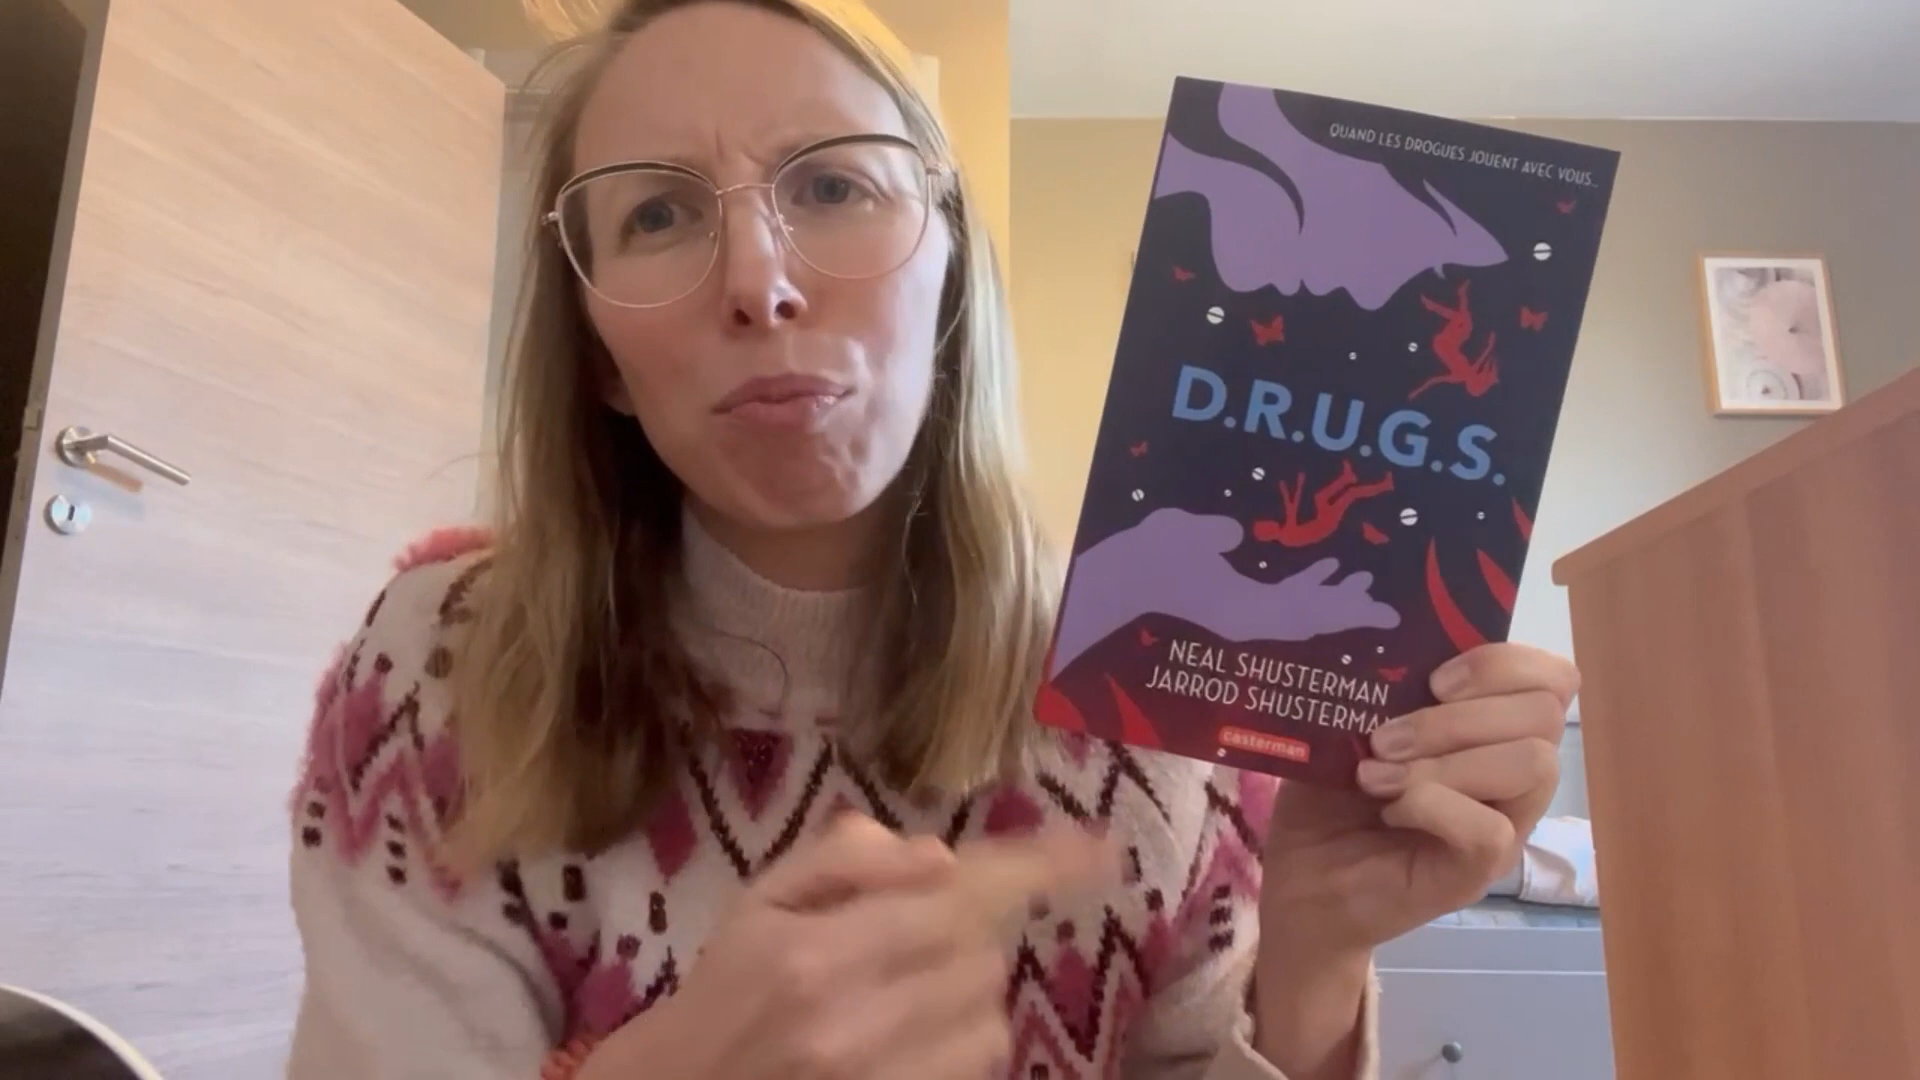 QUAND LES DROGUES JOUENT AVEC VOUS...
D.R.U.G.S.
NEAL SHUSTERMAN
JARROD SHUSTERMAN
casterman